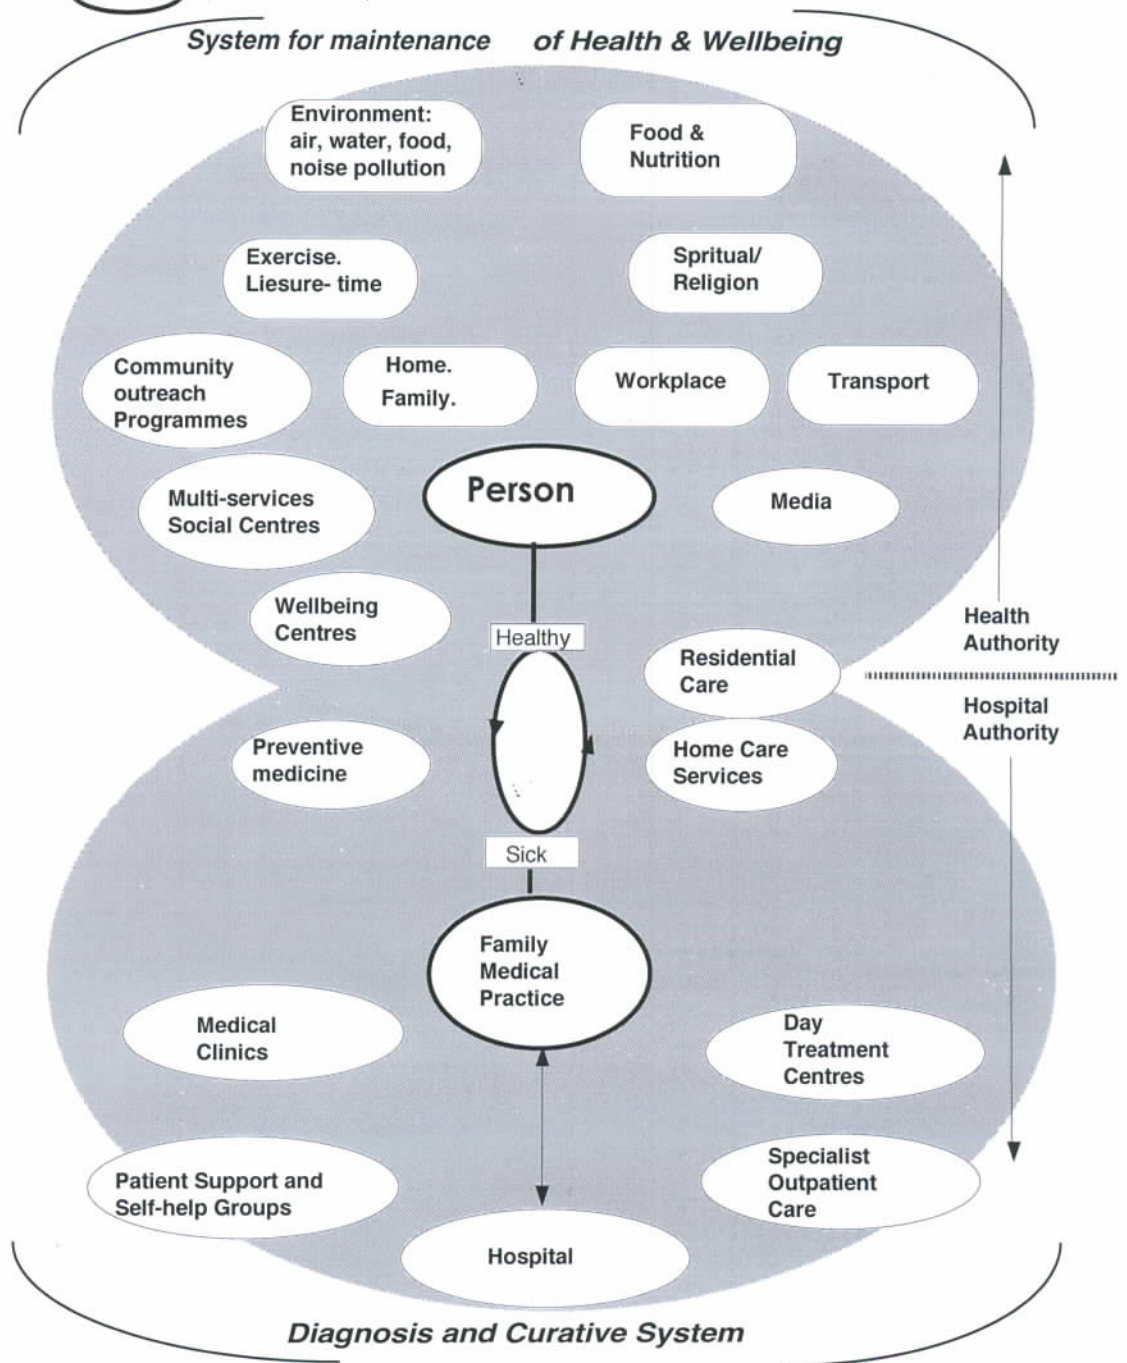 System for maintenance of Health & Wellbeing
Environment:
air, water, food,
noise pollution
Food &
Nutrition
Exercise.
Liesure- time
Spritual/
Religion
Community
outreach
Programmes
Home.
Family.
Workplace
Transport
Person
Multi-services
Social Centres
Media
Wellbeing
Centres
Healthy
Health
Authority
Residential
Care
Hospital
Authority
Preventive
medicine
Home Care
Services
Sick
Family
Medical
Practice
Medical
Clinics
Day
Treatment
Centres
Patient Support and
Self-help Groups
Specialist
Outpatient
Care
Hospital
Diagnosis and Curative System